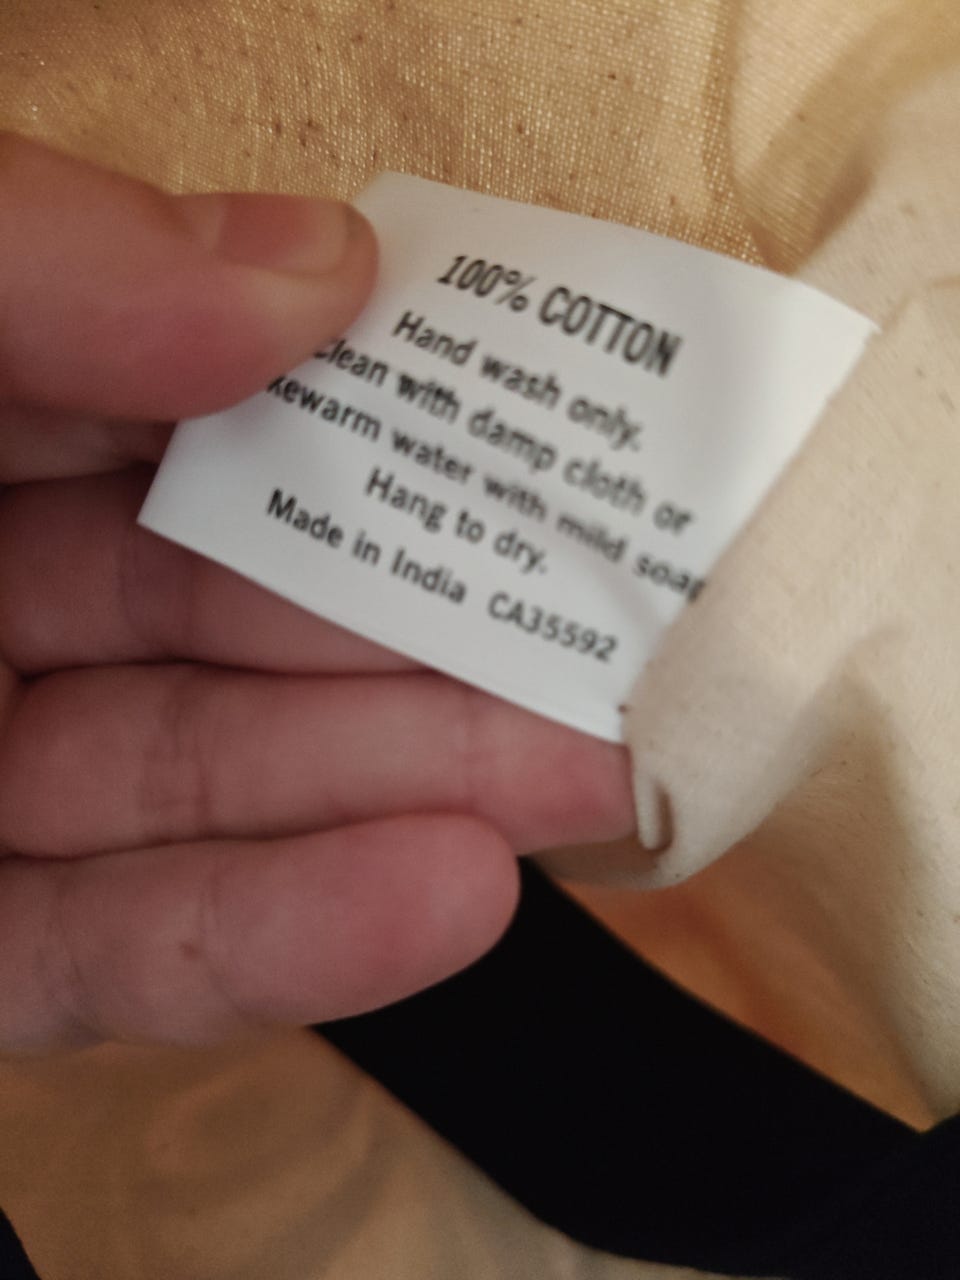 100% COTTON
Hand wash only.
Clean with damp cloth or
kewarm water with mild soap
Hang to dry.
Made in India CA35592